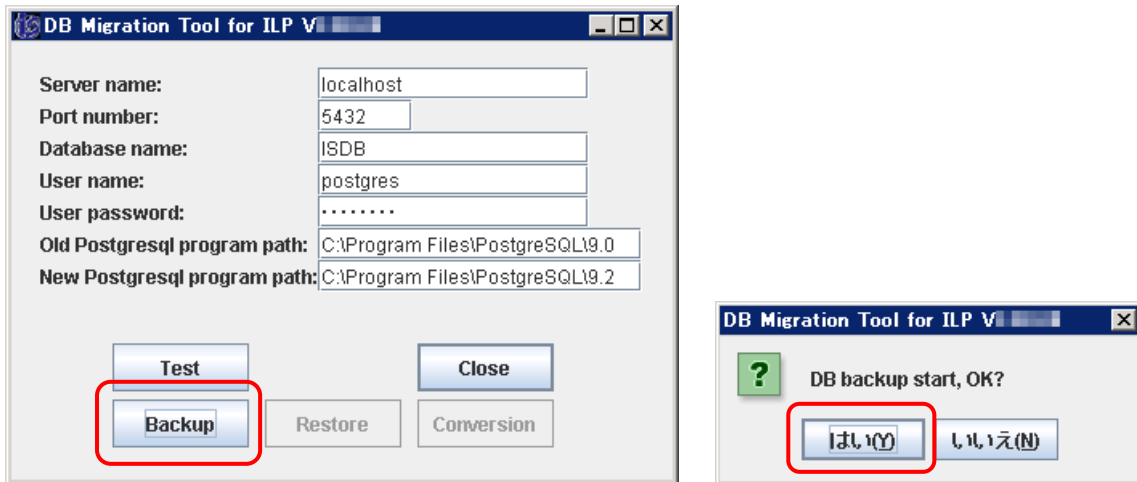 DB Migration Tool for ILP V
Server name: localhost
Port number: 5432
Database name: ISDB
User name: postgres
User password: ········
Old Postgresql program path: C:\Program Files\PostgreSQL\9.0
New Postgresql program path: C:\Program Files\PostgreSQL\9.2
Test Close
Backup Restore Conversion
DB Migration Tool for ILP V
DB backup start, OK?
はい(Y) いいえ(N)